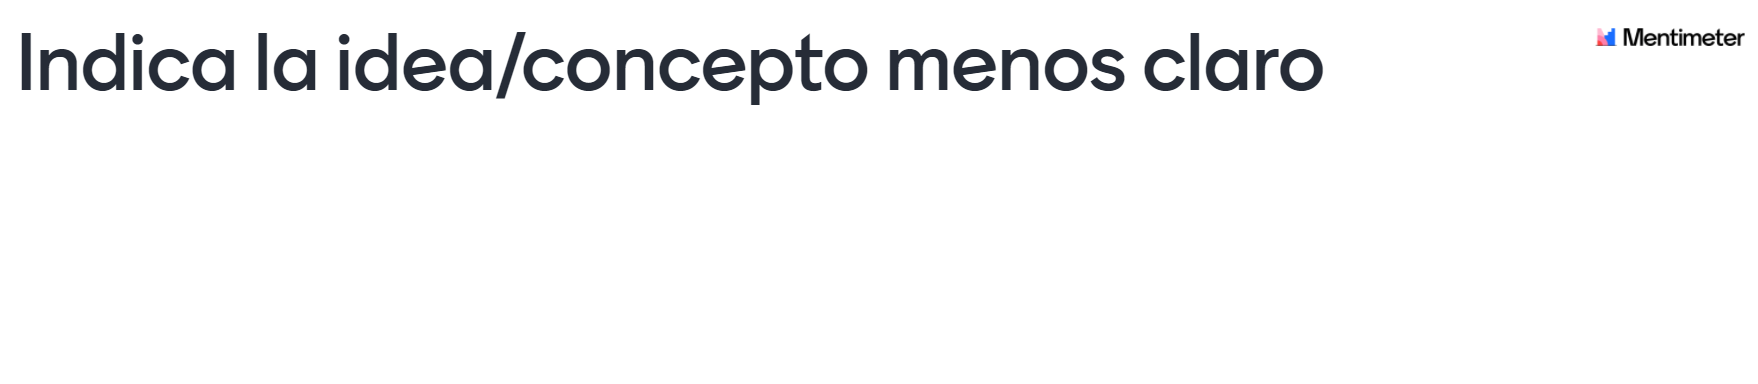 Indica la idea/concepto menos claro
Mentimeter